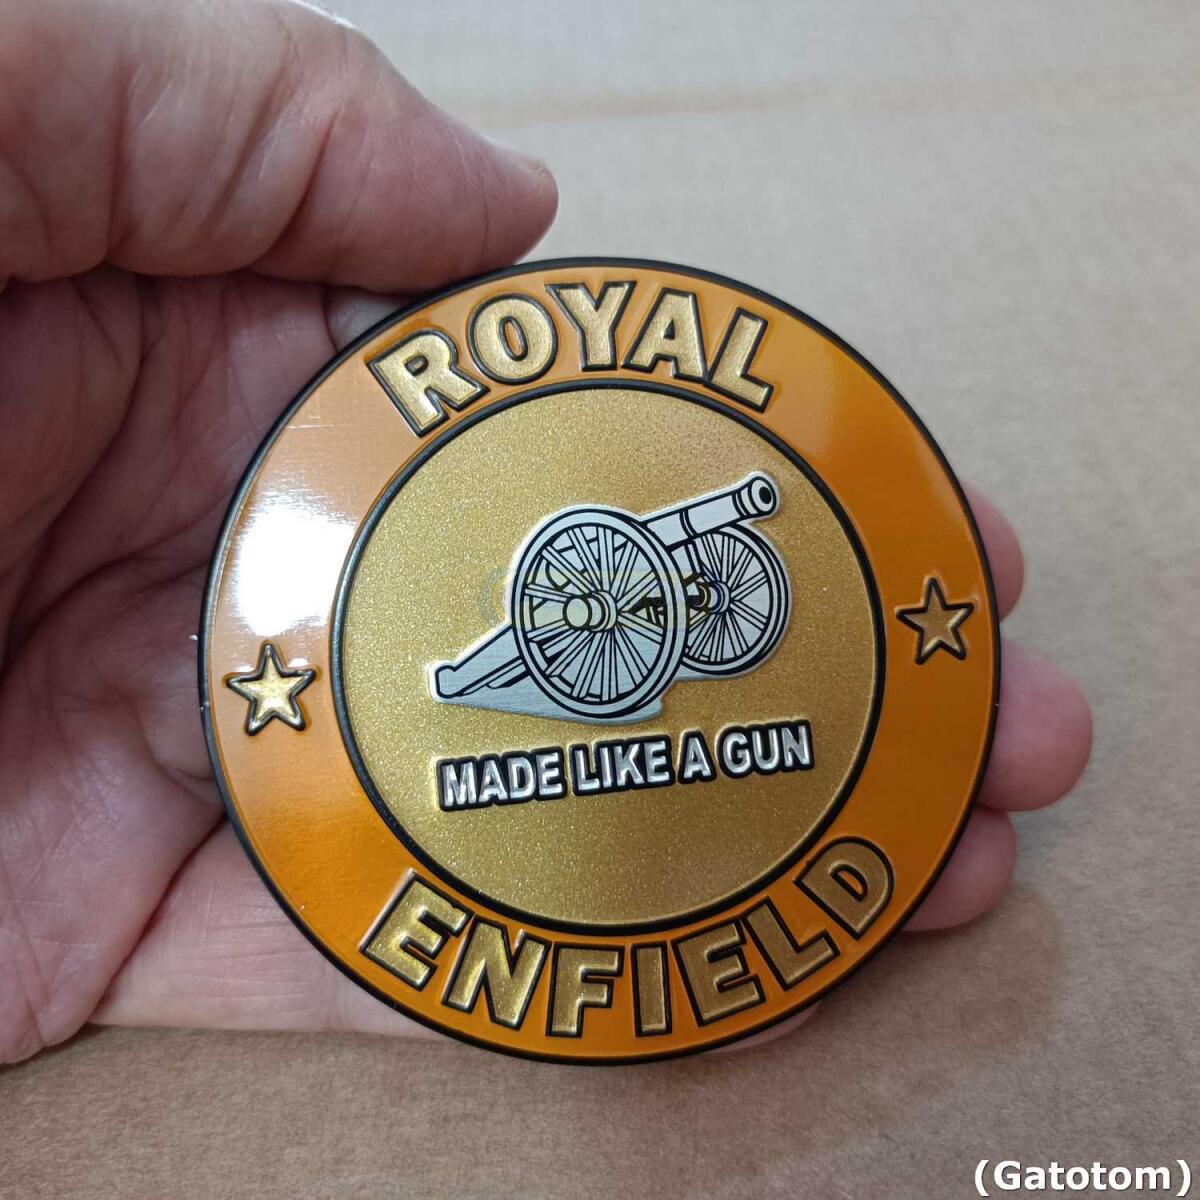 ROYAL
MADE LIKE A GUN
ENFIELD
(Gatotom)